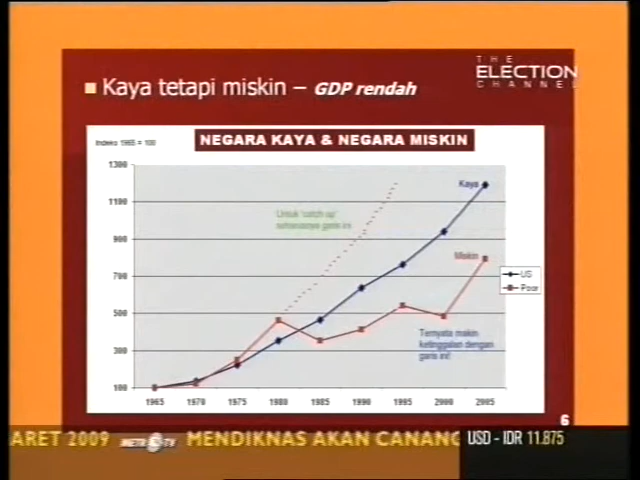 THE
ELECTION
CHANNEL
Kaya tetapi miskin – GDP rendah
Indeks 1965 = 100
NEGARA KAYA & NEGARA MISKIN
1300
1100
900
700
500
300
100
Untuk "catch up"
seharusnya garis ini
Kaya
Miskin
Ternyata makin
ketinggalan dengan
garis ini!
US
Poor
1965 1970 1975 1980 1985 1990 1995 2000 2005
6
ARET 2009 METRO TV MENDIKNAS AKAN CANANG
USD - IDR 11.875